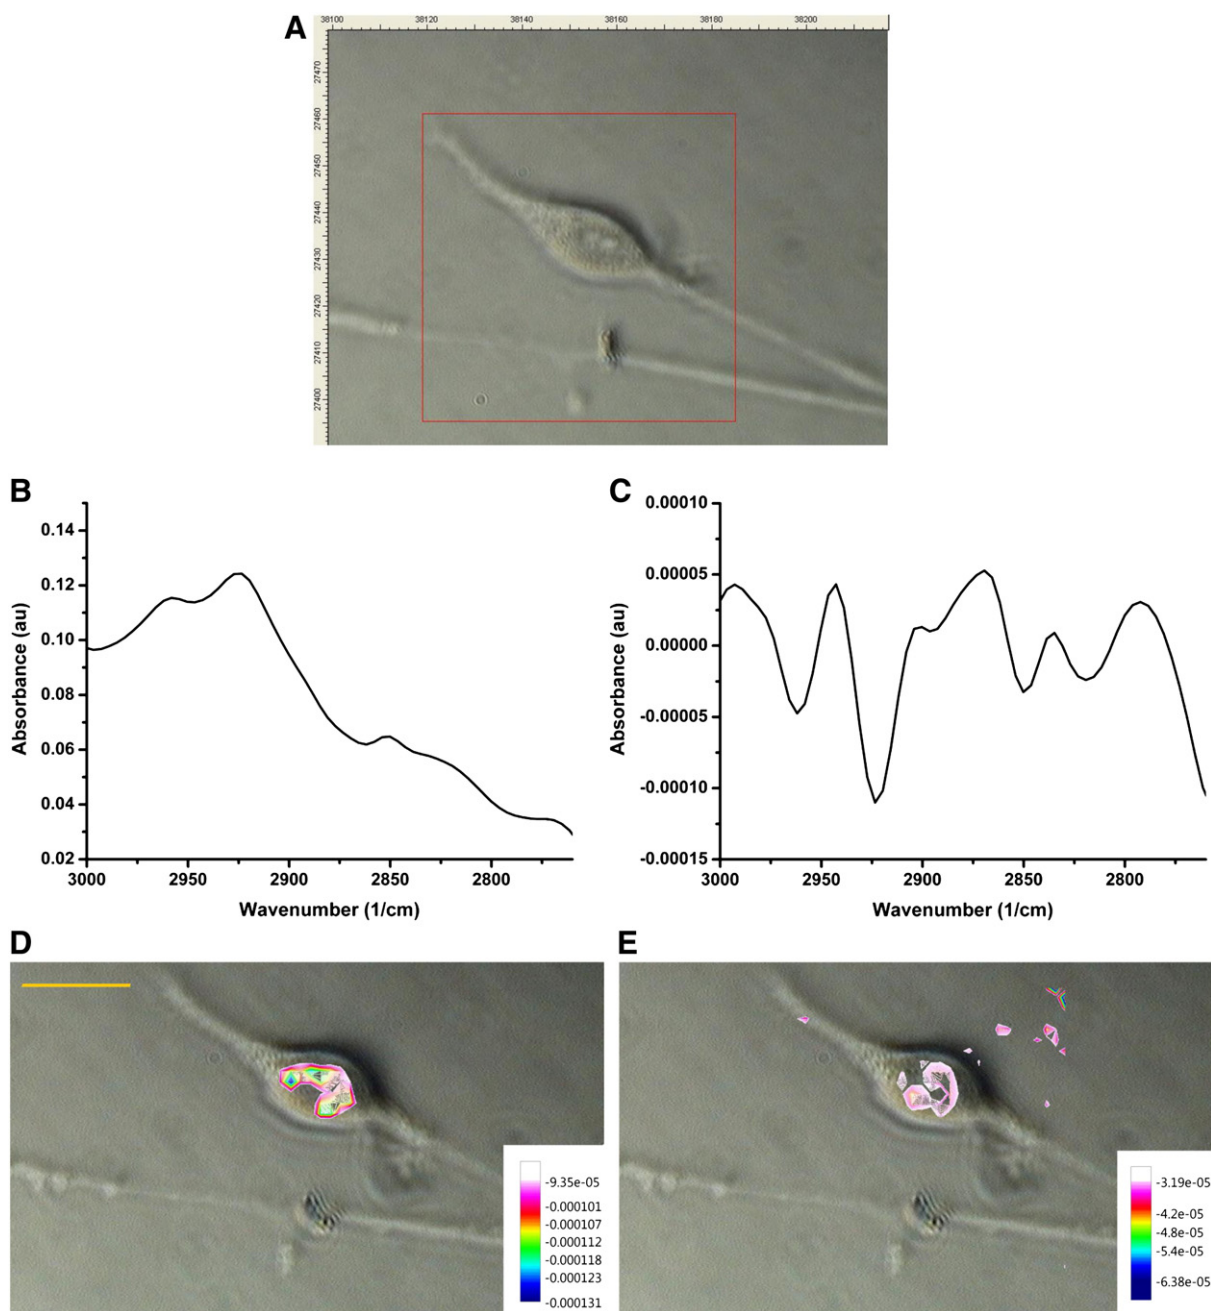 A
38100 38120 38140 38160 38180 38200
27470
27460
27450
27440
27430
27420
27410
27400
B
0.14
0.12
0.10
0.08
0.06
0.04
0.02
Absorbance (au)
3000 2950 2900 2850 2800
Wavenumber (1/cm)
C
0.00010
0.00005
0.00000
-0.00005
-0.00010
-0.00015
Absorbance (au)
3000 2950 2900 2850 2800
Wavenumber (1/cm)
D
-9.35e-05
-0.000101
-0.000107
-0.000112
-0.000118
-0.000123
-0.000131
E
-3.19e-05
-4.2e-05
-4.8e-05
-5.4e-05
-6.38e-05